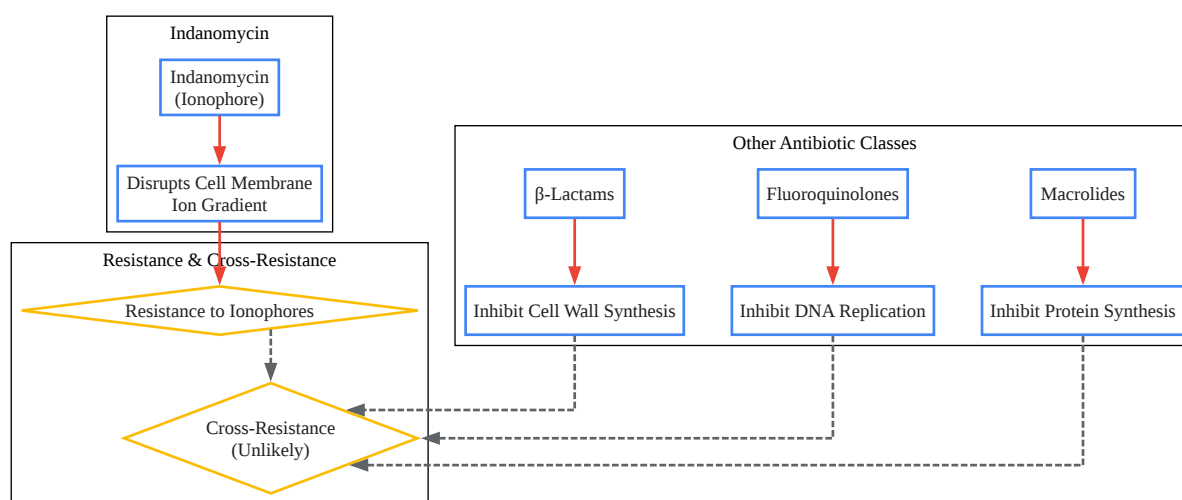 Indanomycin
Indanomycin
(Ionophore)
Disrupts Cell Membrane
Ion Gradient
Other Antibiotic Classes
β-Lactams
Fluoroquinolones
Macrolides
Inhibit Cell Wall Synthesis
Inhibit DNA Replication
Inhibit Protein Synthesis
Resistance & Cross-Resistance
Resistance to Ionophores
Cross-Resistance
(Unlikely)